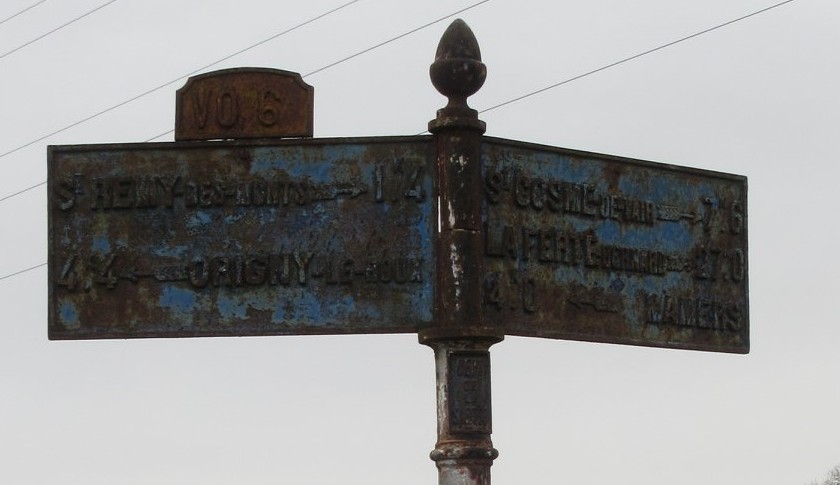 VO 6
ST REMY-DES-MONTS 1,4
4,4 ORIGNY-LE-ROUX
ST COSME-DE-VAIR 7,6
LA FERTÉ BERNARD 27,0
4,0 MAMERS